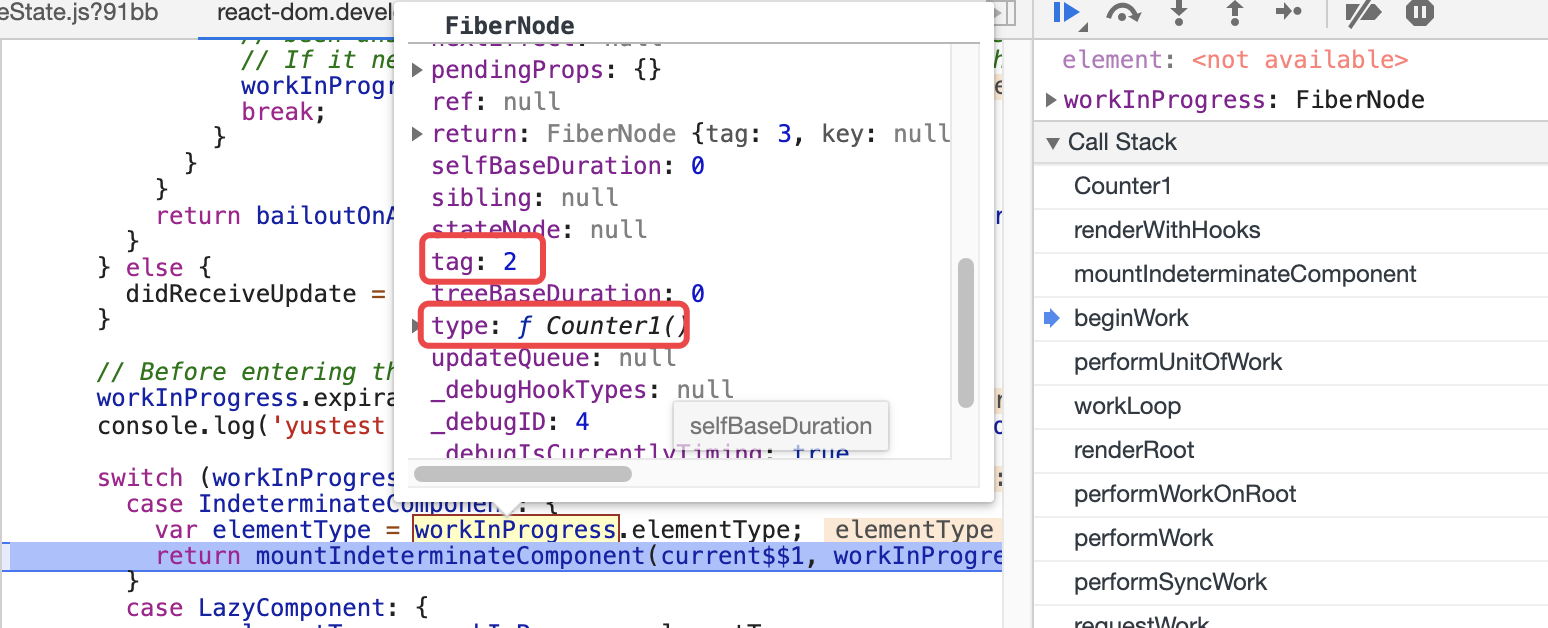 eState.js?91bb
react-dom.devel
// If it ne
workInProgr
break;
}
}
}
return bailoutOnA
}
} else {
didReceiveUpdate =
}
// Before entering th
workInProgress.expira
console.log('yustest
switch (workInProgres
case IndeterminateComponent: {
var elementType = workInProgress.elementType; elementType
return mountIndeterminateComponent(current$$1, workInProgre
}
case LazyComponent: {
FiberNode
nextEffect: null
pendingProps: {}
ref: null
return: FiberNode {tag: 3, key: null
selfBaseDuration: 0
sibling: null
stateNode: null
tag: 2
treeBaseDuration: 0
type: ƒ Counter1()
updateQueue: null
_debugHookTypes: null
_debugID: 4
_debugIsCurrentlyTiming: true
selfBaseDuration
element: <not available>
workInProgress: FiberNode
Call Stack
Counter1
renderWithHooks
mountIndeterminateComponent
beginWork
performUnitOfWork
workLoop
renderRoot
performWorkOnRoot
performWork
performSyncWork
requestWork